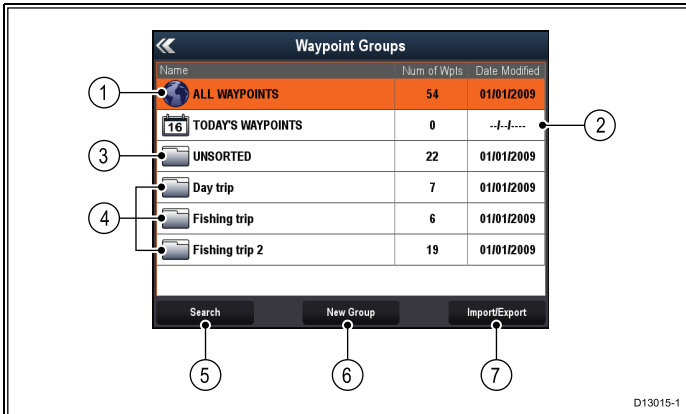 Waypoint Groups
Name Num of Wpts Date Modified
1 ALL WAYPOINTS 54 01/01/2009
16 TODAY'S WAYPOINTS 0 --/--/---- 2
3 UNSORTED 22 01/01/2009
Day trip 7 01/01/2009
4 Fishing trip 6 01/01/2009
Fishing trip 2 19 01/01/2009
Search New Group Import/Export
5 6 7
D13015-1